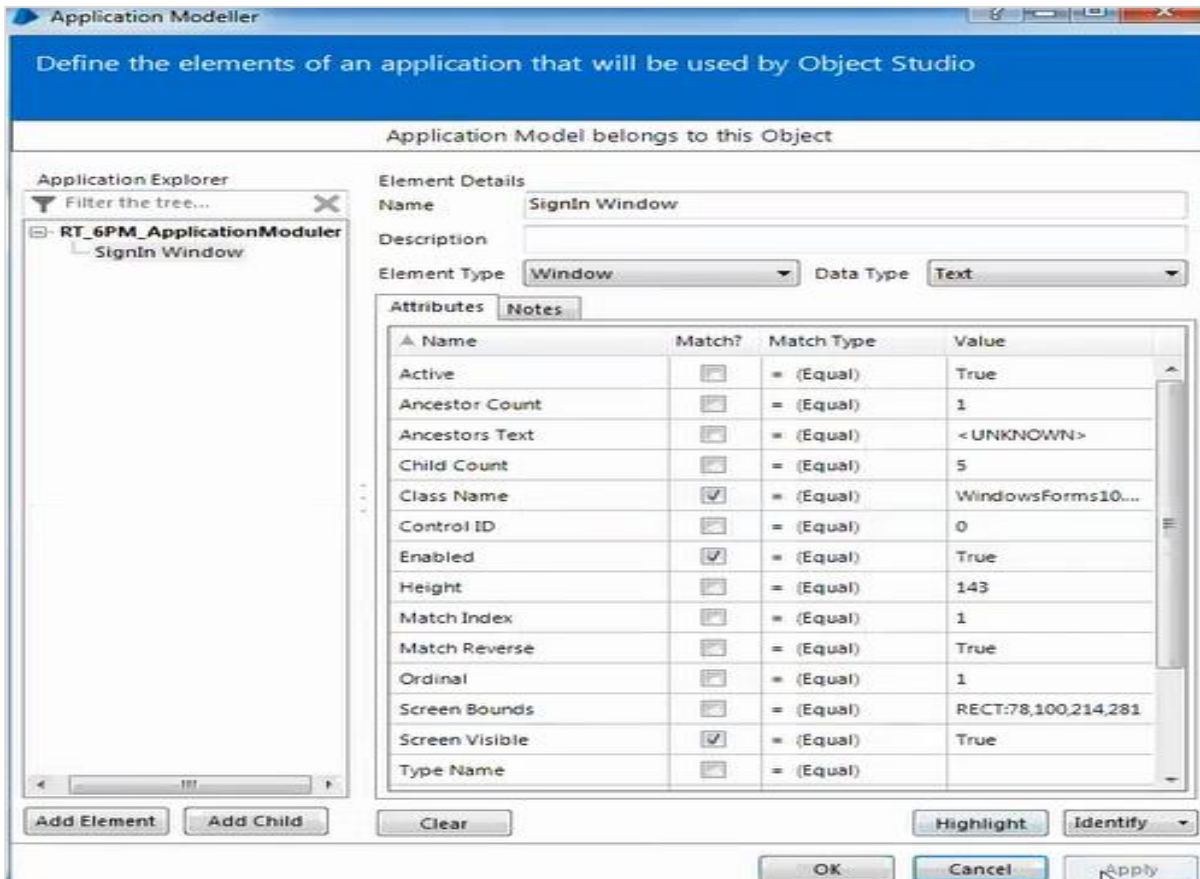 Application Modeller
Define the elements of an application that will be used by Object Studio
Application Model belongs to this Object
Application Explorer
Filter the tree...
RT_6PM_ApplicationModuler
SignIn Window
Element Details
Name SignIn Window
Description
Element Type Window Data Type Text
Attributes Notes
Name Match? Match Type Value
Active = (Equal) True
Ancestor Count = (Equal) 1
Ancestors Text = (Equal) <UNKNOWN>
Child Count = (Equal) 5
Class Name = (Equal) WindowsForms10....
Control ID = (Equal) 0
Enabled = (Equal) True
Height = (Equal) 143
Match Index = (Equal) 1
Match Reverse = (Equal) True
Ordinal = (Equal) 1
Screen Bounds = (Equal) RECT:78,100,214,281
Screen Visible = (Equal) True
Type Name = (Equal)
Add Element Add Child Clear Highlight Identify
OK Cancel Apply